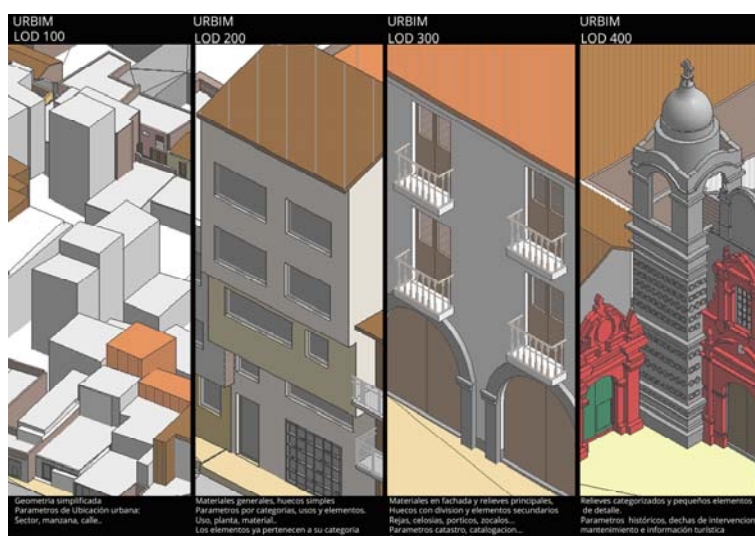 URBIM
LOD 100
URBIM
LOD 200
URBIM
LOD 300
URBIM
LOD 400
Geometria simplificada
Parametros de Ubicación urbana:
Sector, manzana, calle..
Materiales generales, huecos simples
Parametros por categorias, usos y elementos.
Uso, planta, material..
Los elementos ya pertenecen a su categoria
Materiales en fachada y relieves principales,
Huecos con division y elementos secundarios
Rejas, celosias, porticos, zocalos...
Parametros catastro, catalogacion...
Relieves categorizados y pequeños elementos
de detalle.
Parametros históricos, dechas de intervencion
mantenimiento e información turística